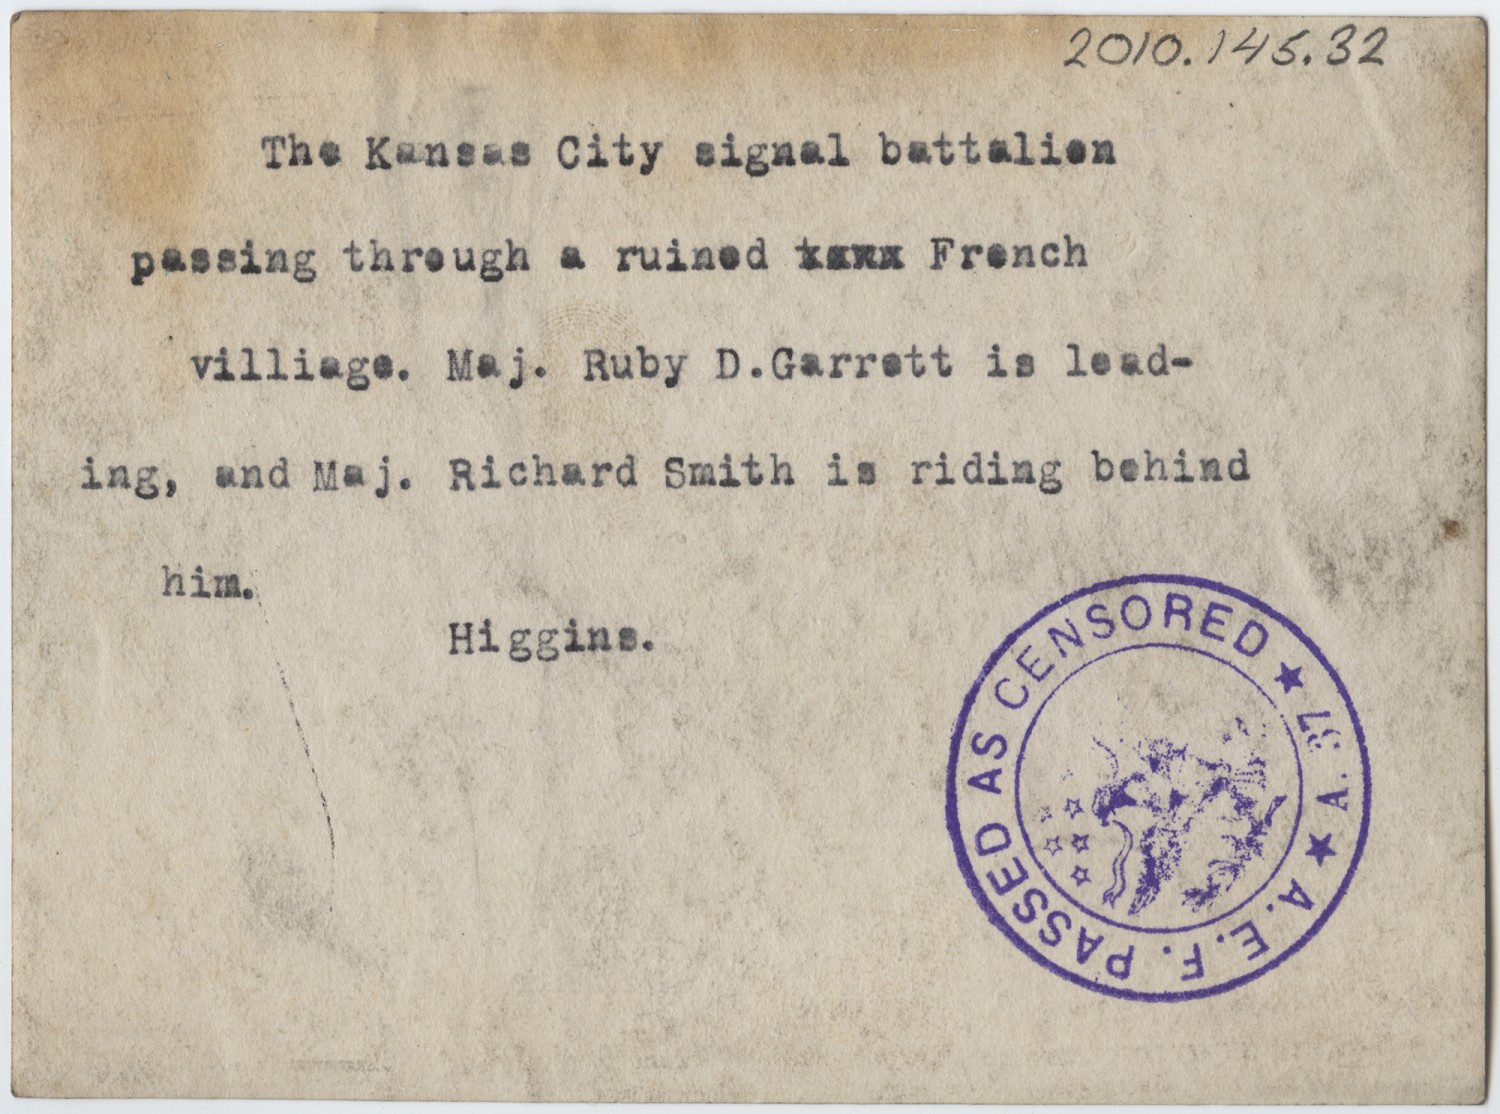 2010.145.32
The Kansas City signal battalion
passing through a ruined xxxx French
villiage. Maj. Ruby D.Garrett is lead-
ing, and Maj. Richard Smith is riding behind
him.
Higgins.
A.E.F. PASSED AS CENSORED ★ 37 A. ★